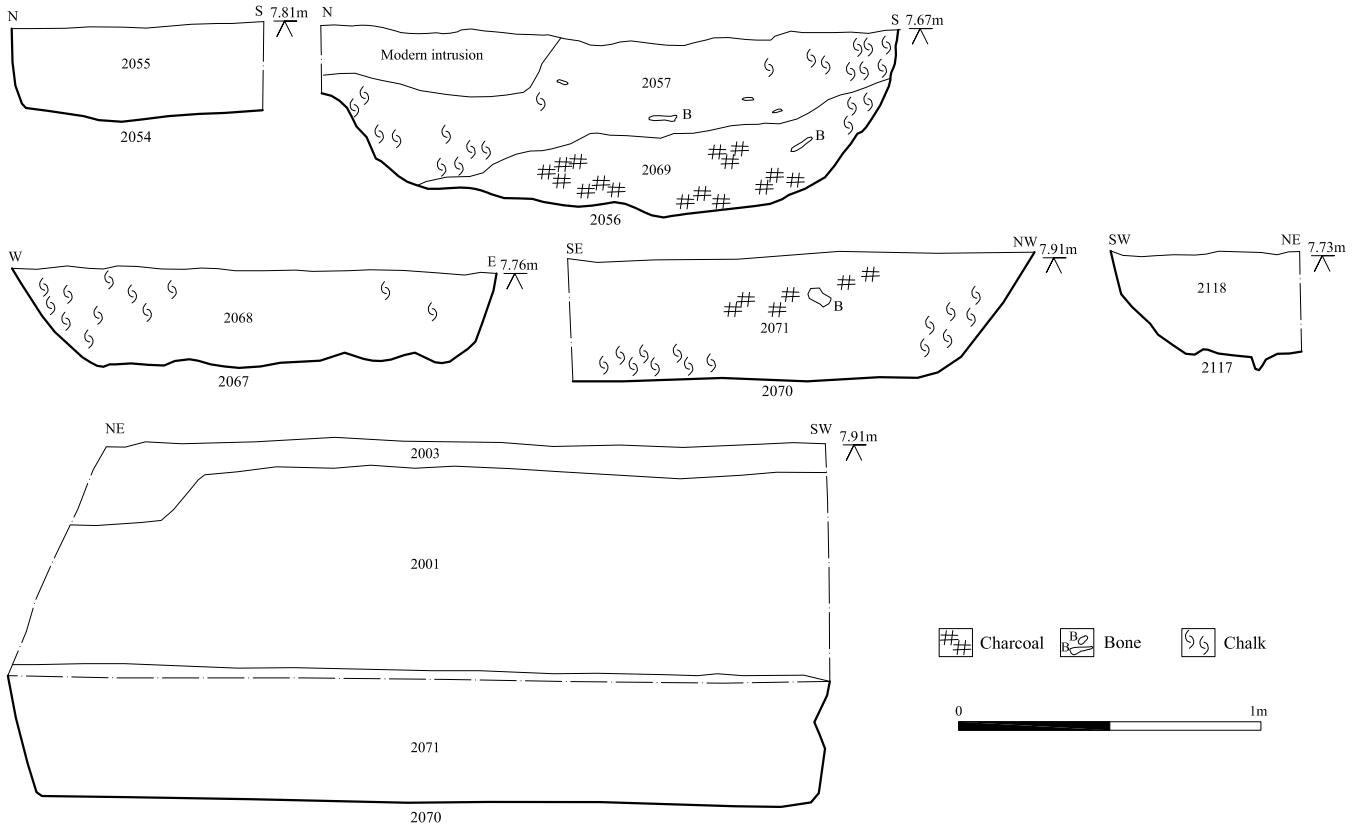 N
S 7.81m
2055
2054
N
S 7.67m
Modern intrusion
2057
B
B
2069
2056
W
E 7.76m
2068
2067
SE
NW 7.91m
B
2071
2070
SW
NE 7.73m
2118
2117
NE
SW 7.91m
2003
2001
2071
2070
Charcoal
B
B
Bone
Chalk
0 1m